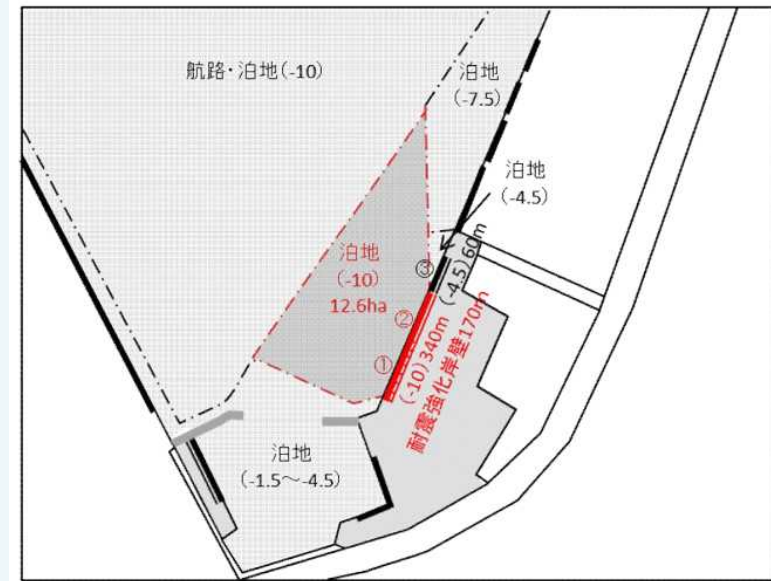 航路・泊地(-10)
泊地
(-7.5)
泊地
(-4.5)
泊地
(-10)
12.6ha
③
②
①
(-4.5)60m
(-10)340m
耐震強化岸壁170m
泊地
(-1.5～-4.5)